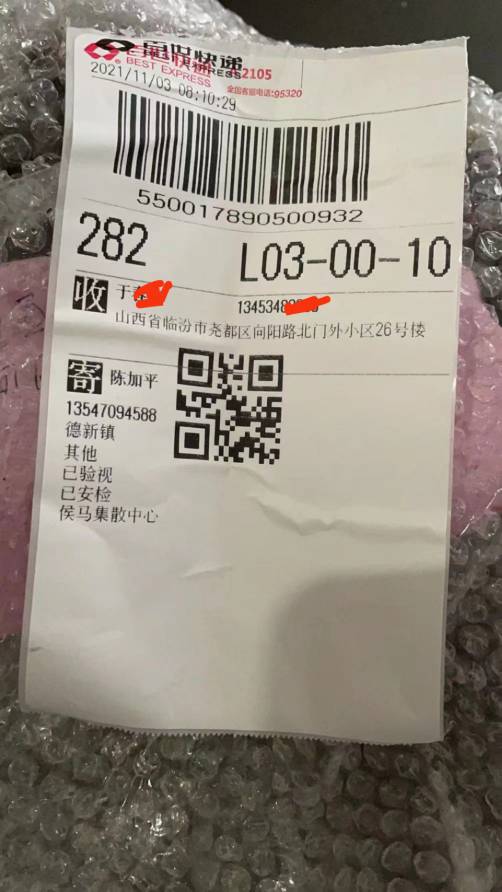 百世快递
BEST EXPRESS
2105
2021/11/03 08:10:29
全国客服电话:95320
550017890500932
282
L03-00-10
收
于
1345348
山西省临汾市尧都区向阳路北门外小区26号楼
寄
陈加平
13547094588
德新镇
其他
已验视
已安检
侯马集散中心